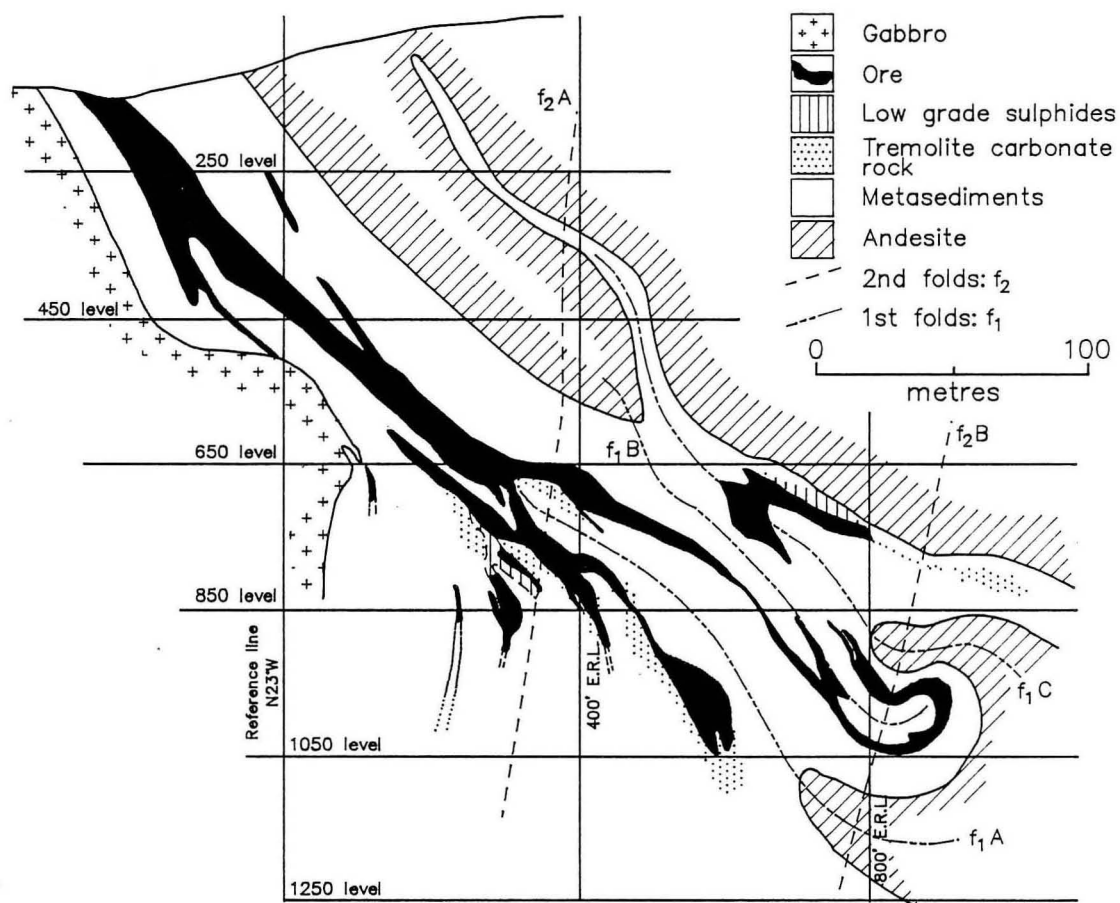 Gabbro
Ore
Low grade sulphides
Tremolite carbonate
rock
Metasediments
Andesite
2nd folds: f₂
1st folds: f₁
0 100
metres
f₂A
250 level
450 level
f₁B
f₂B
650 level
850 level
Reference line
N23°W
400' E.R.L.
f₁C
1050 level
800' E.R.L.
f₁A
1250 level